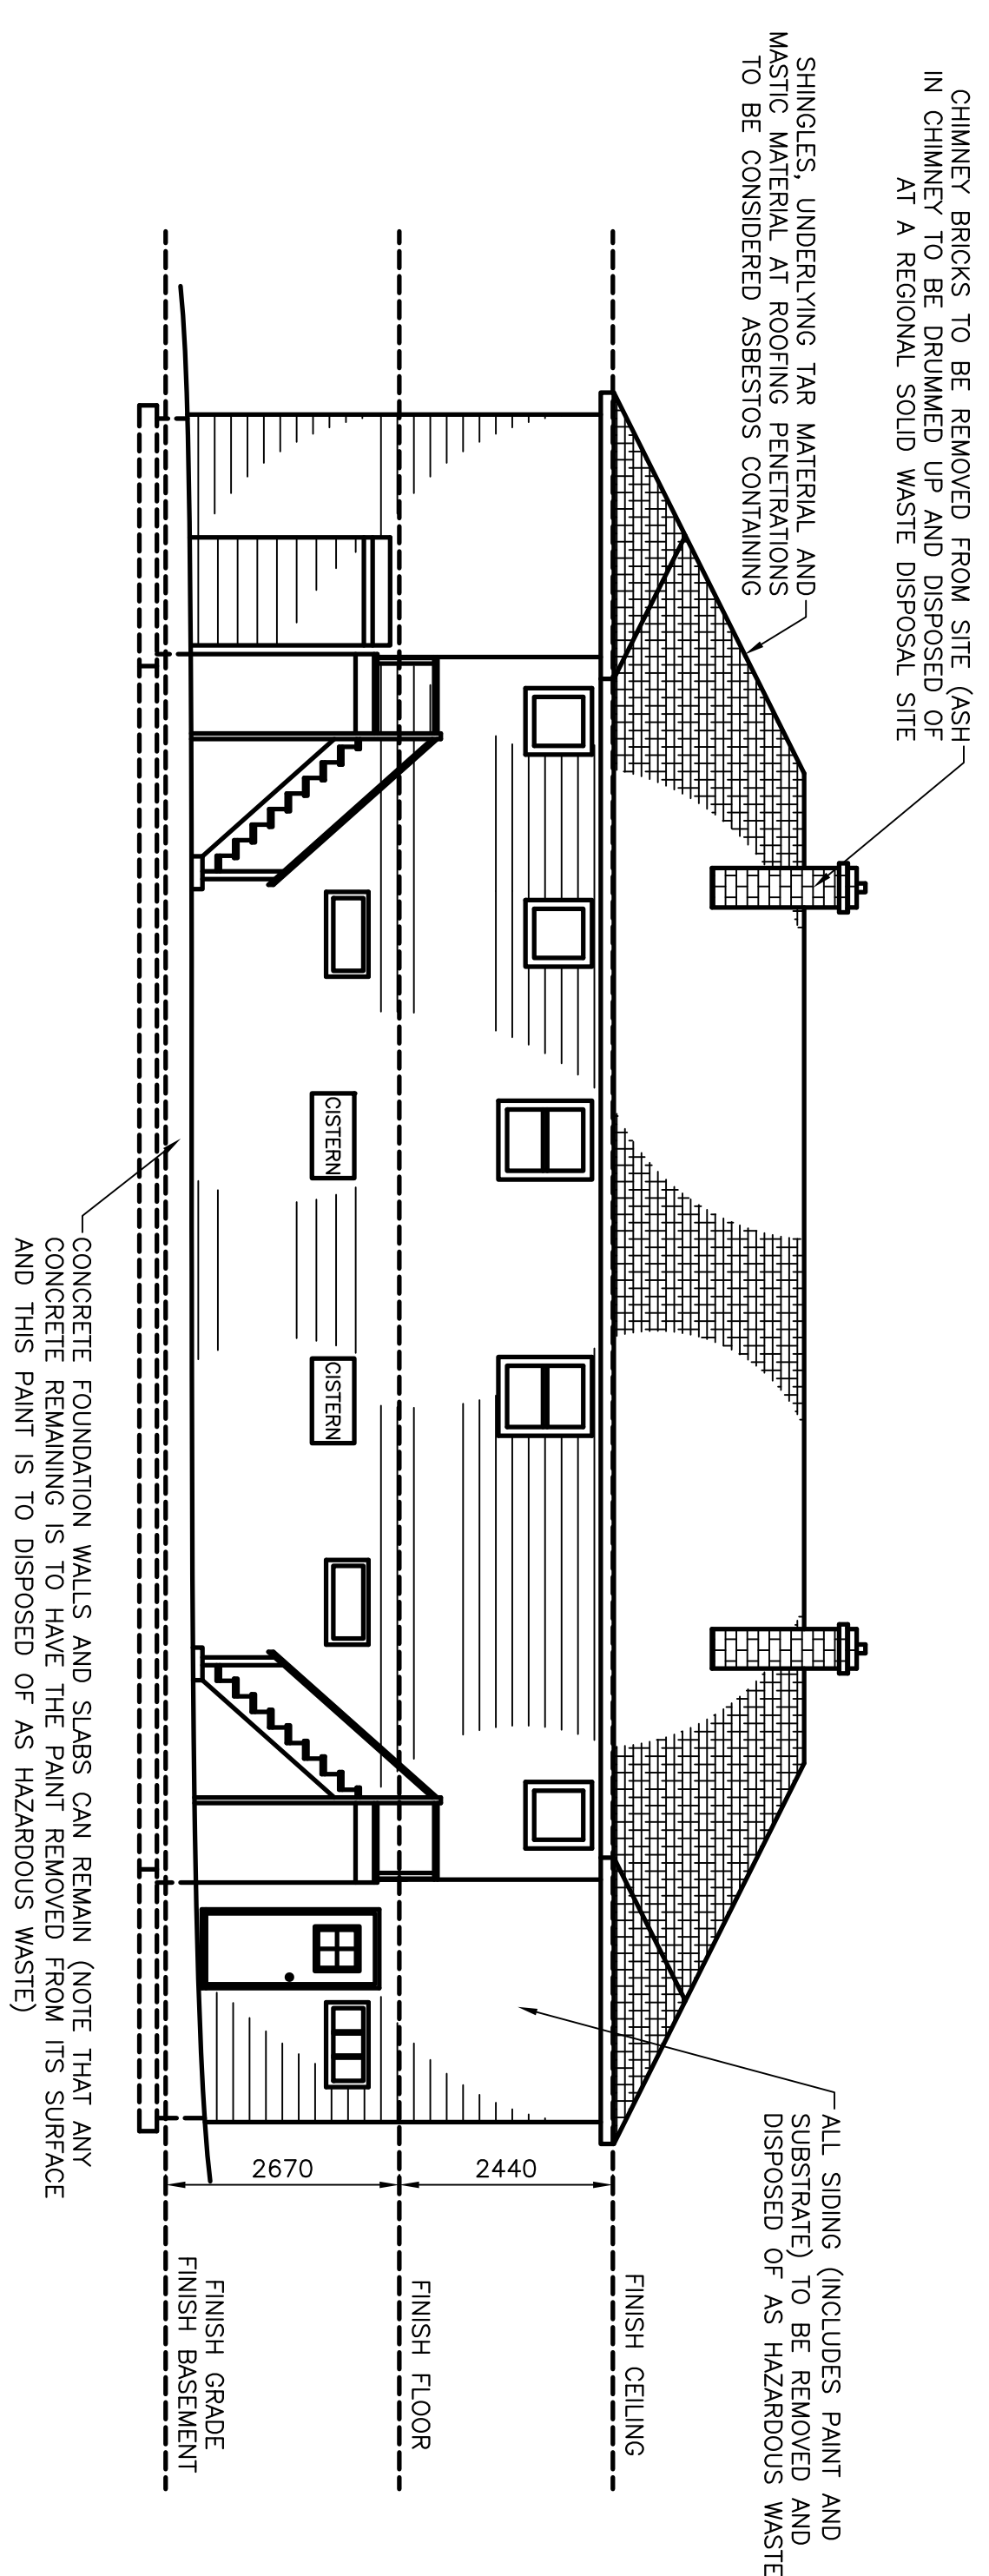 CHIMNEY BRICKS TO BE REMOVED FROM SITE (ASH
IN CHIMNEY TO BE DRUMMED UP AND DISPOSED OF
AT A REGIONAL SOLID WASTE DISPOSAL SITE
SHINGLES, UNDERLYING TAR MATERIAL AND
MASTIC MATERIAL AT ROOFING PENETRATIONS
TO BE CONSIDERED ASBESTOS CONTAINING
ALL SIDING (INCLUDES PAINT AND
SUBSTRATE) TO BE REMOVED AND
DISPOSED OF AS HAZARDOUS WASTE
FINISH CEILING
2440
FINISH FLOOR
CISTERN
CISTERN
2670
FINISH GRADE
FINISH BASEMENT
CONCRETE FOUNDATION WALLS AND SLABS CAN REMAIN (NOTE THAT ANY
CONCRETE REMAINING IS TO HAVE THE PAINT REMOVED FROM ITS SURFACE
AND THIS PAINT IS TO DISPOSED OF AS HAZARDOUS WASTE)